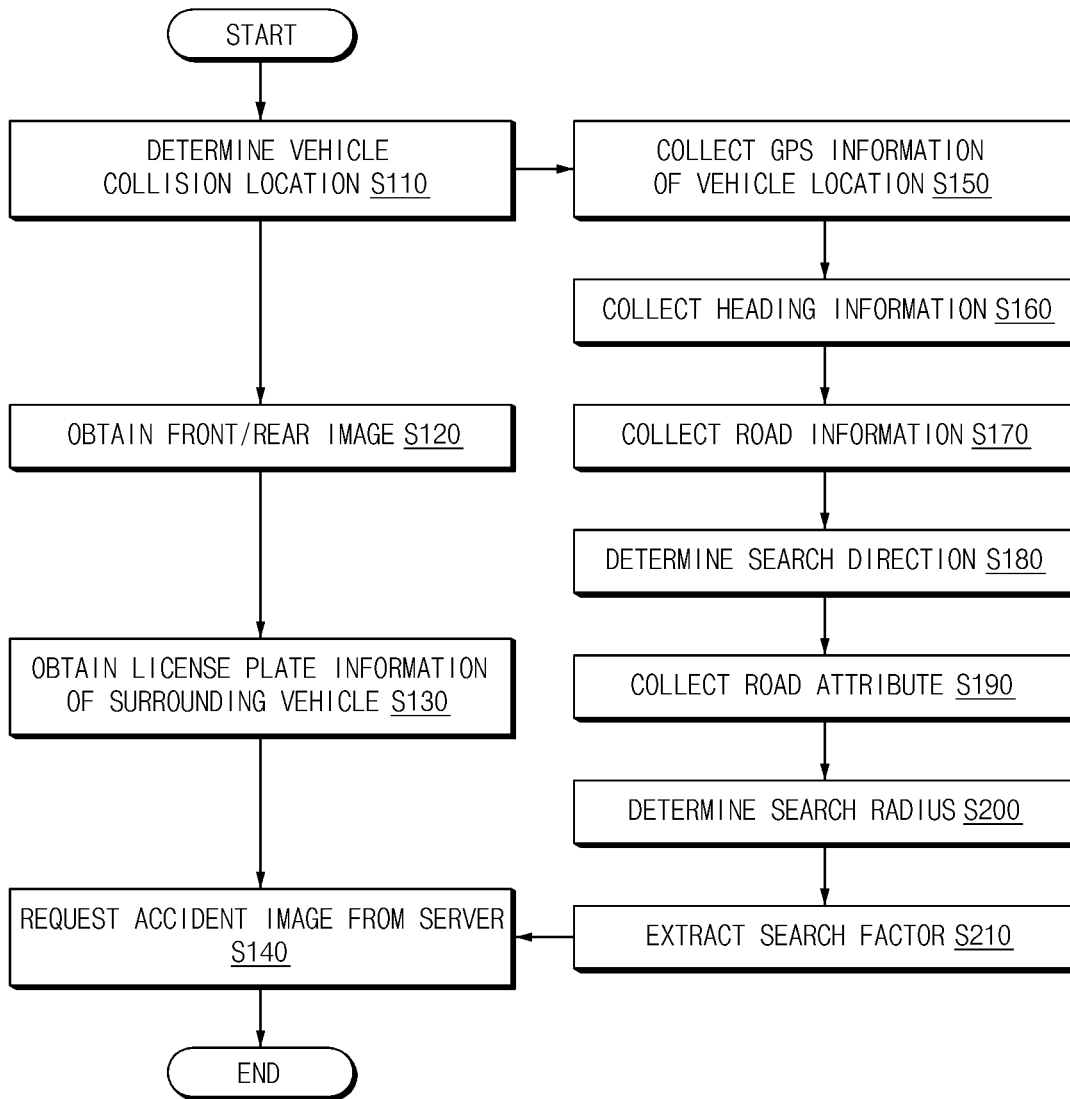 START
DETERMINE VEHICLE
COLLISION LOCATION S110
OBTAIN FRONT/REAR IMAGE S120
OBTAIN LICENSE PLATE INFORMATION
OF SURROUNDING VEHICLE S130
REQUEST ACCIDENT IMAGE FROM SERVER
S140
END
COLLECT GPS INFORMATION
OF VEHICLE LOCATION S150
COLLECT HEADING INFORMATION S160
COLLECT ROAD INFORMATION S170
DETERMINE SEARCH DIRECTION S180
COLLECT ROAD ATTRIBUTE S190
DETERMINE SEARCH RADIUS S200
EXTRACT SEARCH FACTOR S210